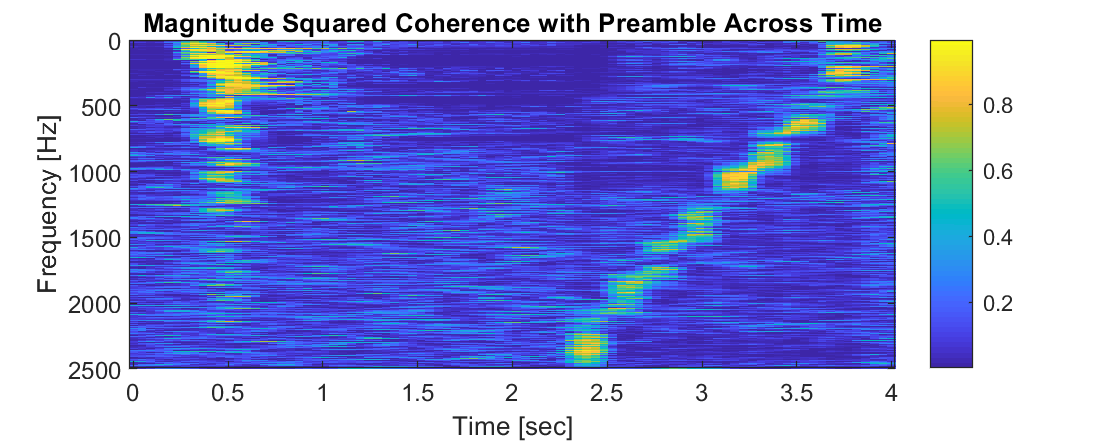 Magnitude Squared Coherence with Preamble Across Time
0
500
1000
1500
2000
2500
Frequency [Hz]
0 0.5 1 1.5 2 2.5 3 3.5 4
Time [sec]
0.8
0.6
0.4
0.2